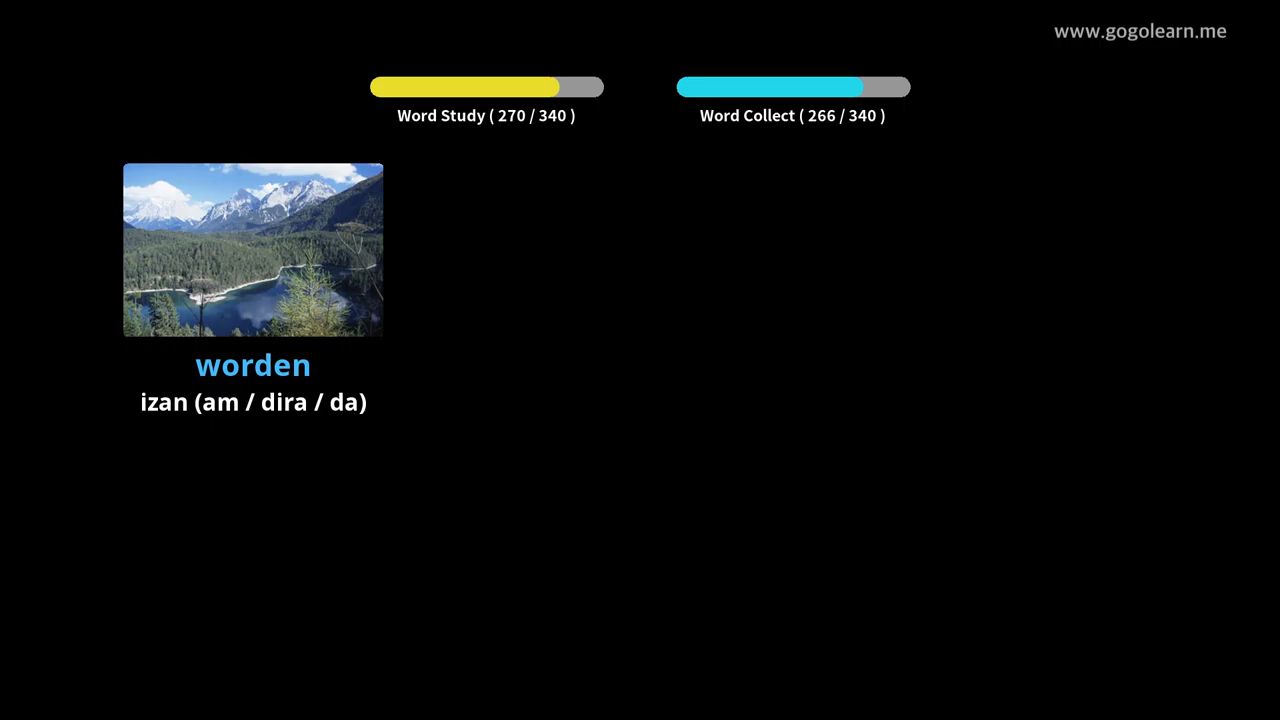 www.gogolearn.me
Word Study ( 270 / 340 )
Word Collect ( 266 / 340 )
worden
izan (am / dira / da)